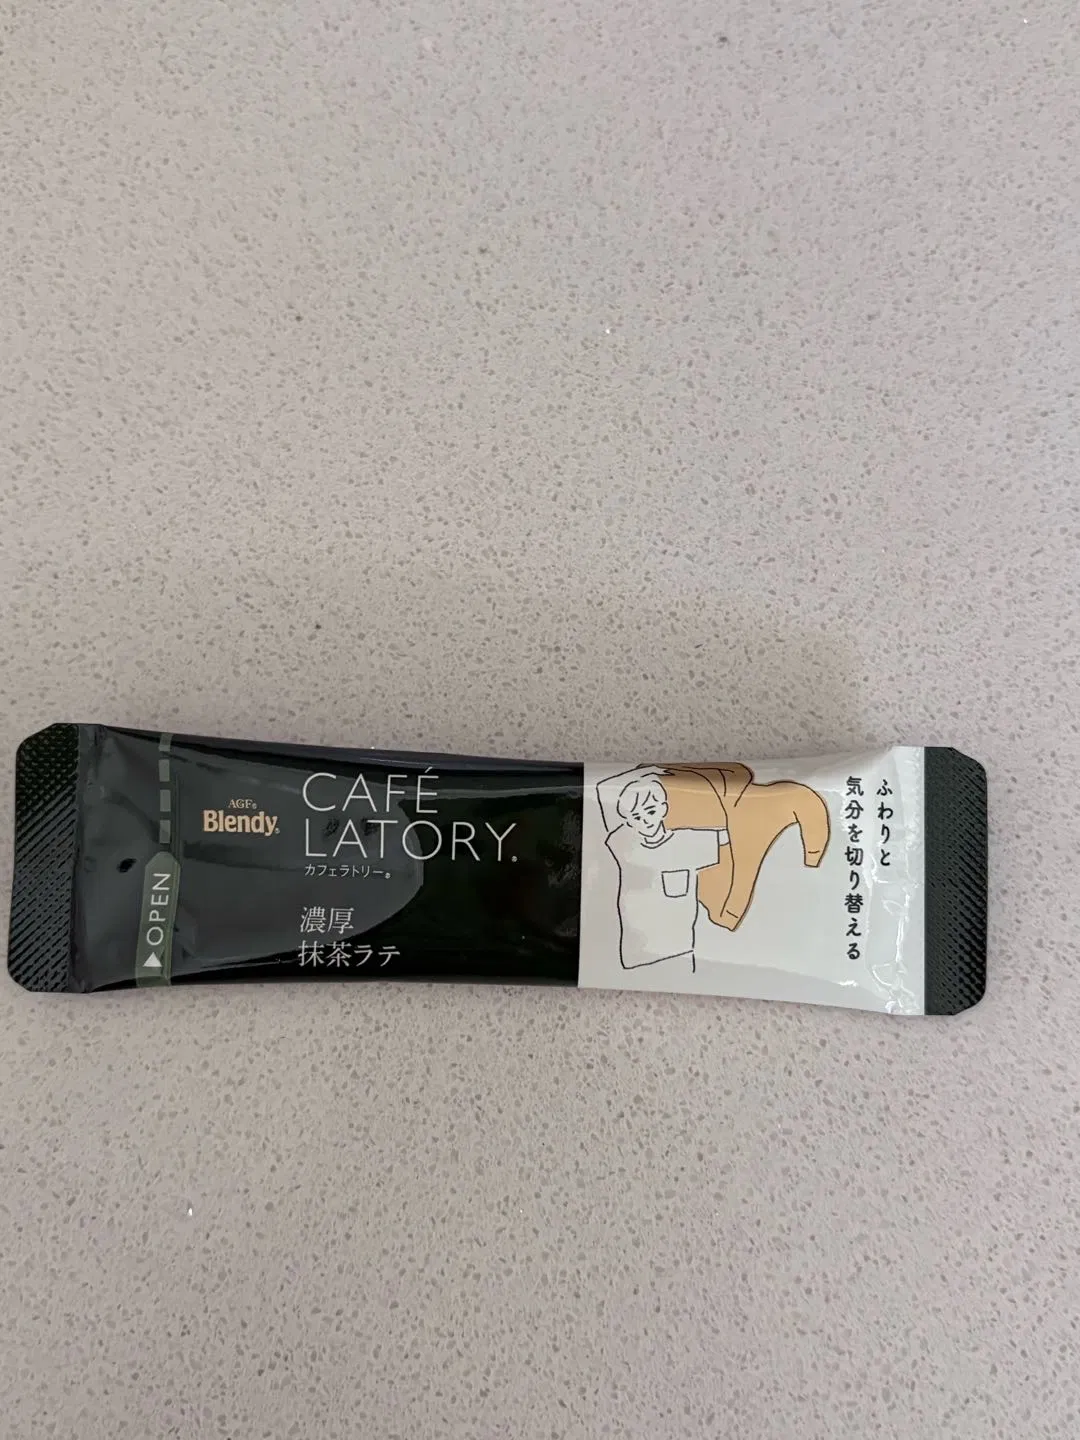 OPEN
AGF®
Blendy®
CAFÉ
LATORY®
カフェラトリー®
濃厚
抹茶ラテ
ふわりと
気分を切り替える